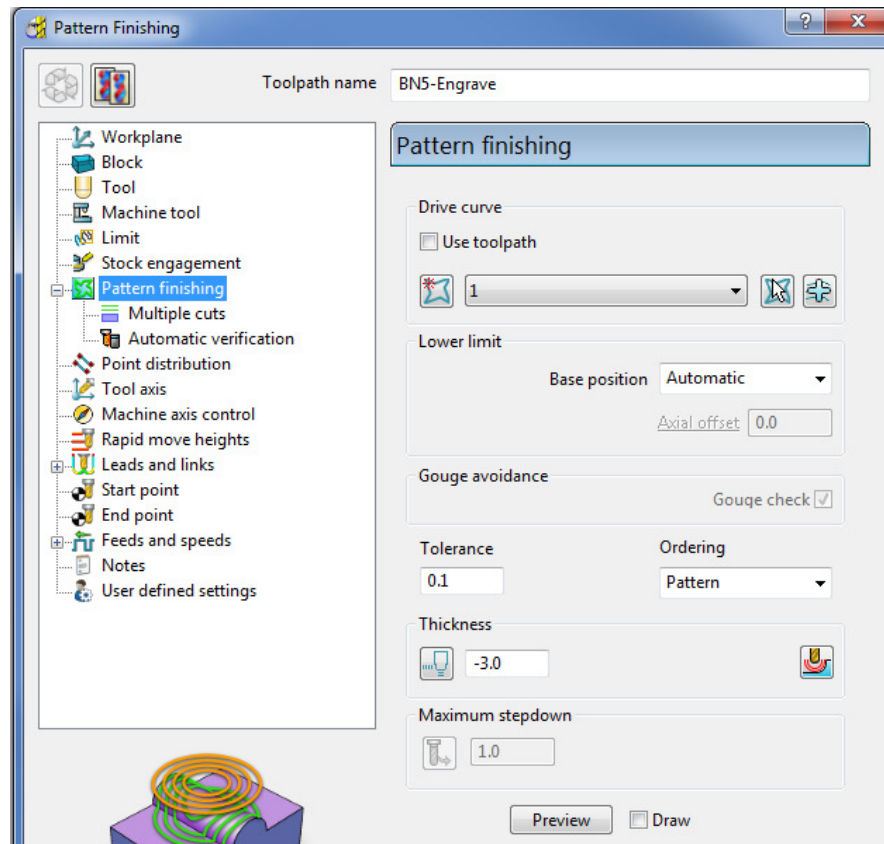 Pattern Finishing
Toolpath name BN5-Engrave
Workplane
Block
Tool
Machine tool
Limit
Stock engagement
Pattern finishing
Multiple cuts
Automatic verification
Point distribution
Tool axis
Machine axis control
Rapid move heights
Leads and links
Start point
End point
Feeds and speeds
Notes
User defined settings
Pattern finishing
Drive curve
Use toolpath
1
Lower limit
Base position Automatic
Axial offset 0.0
Gouge avoidance
Gouge check
Tolerance Ordering
0.1 Pattern
Thickness
-3.0
Maximum stepdown
1.0
Preview Draw